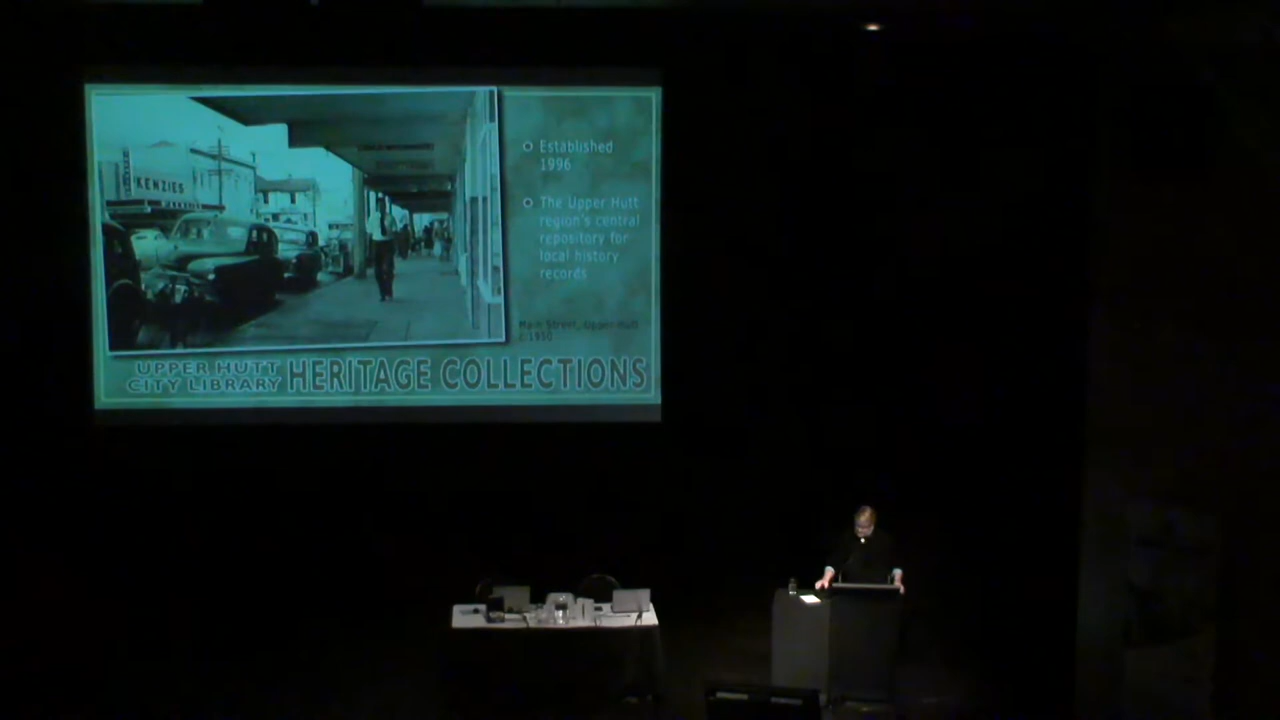 KENZIES
Established
1996
The Upper Hutt
region's central
repository for
local history
records
Main Street, Upper Hutt
c.1950
UPPER HUTT
CITY LIBRARY
HERITAGE COLLECTIONS